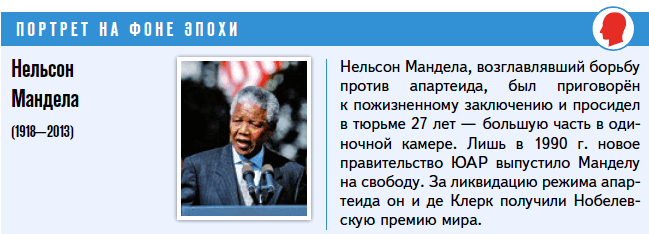 ПОРТРЕТ НА ФОНЕ ЭПОХИ
Нельсон
Мандела
(1918—2013)
Нельсон Мандела, возглавлявший борьбу
против апартеида, был приговорён
к пожизненному заключению и просидел
в тюрьме 27 лет — большую часть в оди-
ночной камере. Лишь в 1990 г. новое
правительство ЮАР выпустило Манделу
на свободу. За ликвидацию режима апар-
теида он и де Клерк получили Нобелев-
скую премию мира.